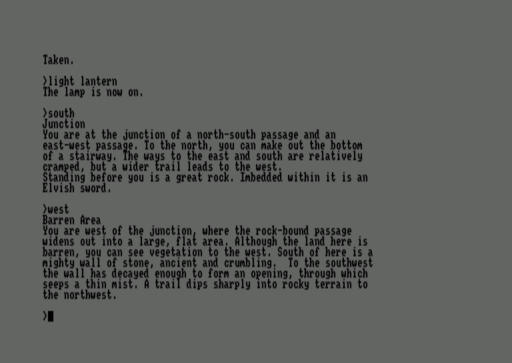 Taken.
>light lantern
The lamp is now on.
>south
Junction
You are at the junction of a north-south passage and an
east-west passage. To the north, you can make out the bottom
of a stairway. The ways to the east and south are relatively
cramped, but a wider trail leads to the west.
Standing before you is a great rock. Imbedded within it is an
Elvish sword.
>west
Barren Area
You are west of the junction, where the rock-bound passage
widens out into a large, flat area. Although the land here is
barren, you can see vegetation to the west. South of here is a
mighty wall of stone, ancient and crumbling.  To the southwest
the wall has decayed enough to form an opening, through which
seeps a thin mist. A trail dips sharply into rocky terrain to
the northwest.
>